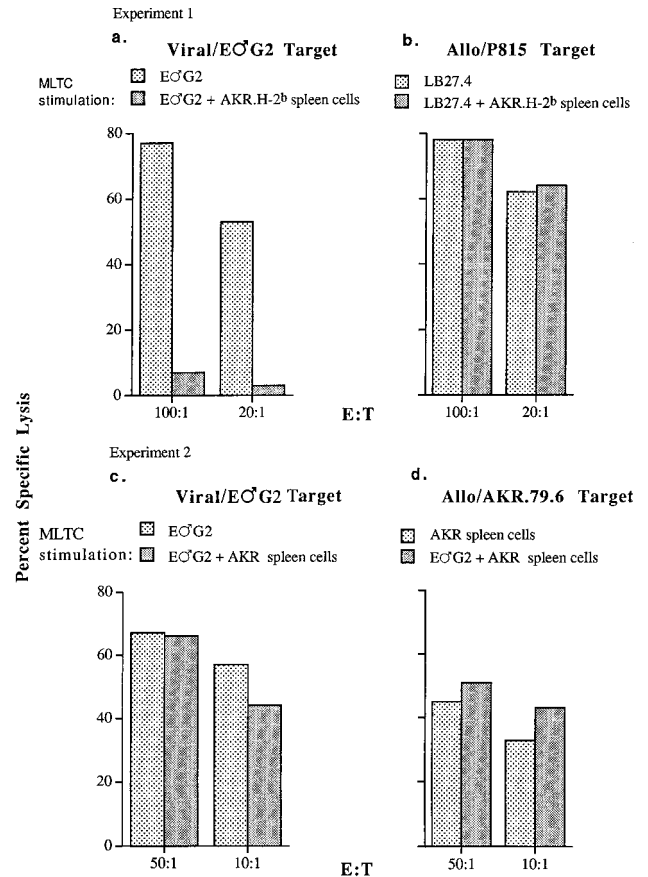 Experiment 1
a. Viral/E♂G2 Target
MLTC stimulation:
E♂G2
E♂G2 + AKR.H-2b spleen cells
80
60
40
20
0
100:1 20:1
b. Allo/P815 Target
LB27.4
LB27.4 + AKR.H-2b spleen cells
100:1 20:1
E:T
Percent Specific Lysis
Experiment 2
c. Viral/E♂G2 Target
MLTC stimulation:
E♂G2
E♂G2 + AKR spleen cells
80
60
40
20
0
50:1 10:1
d. Allo/AKR.79.6 Target
AKR spleen cells
E♂G2 + AKR spleen cells
50:1 10:1
E:T